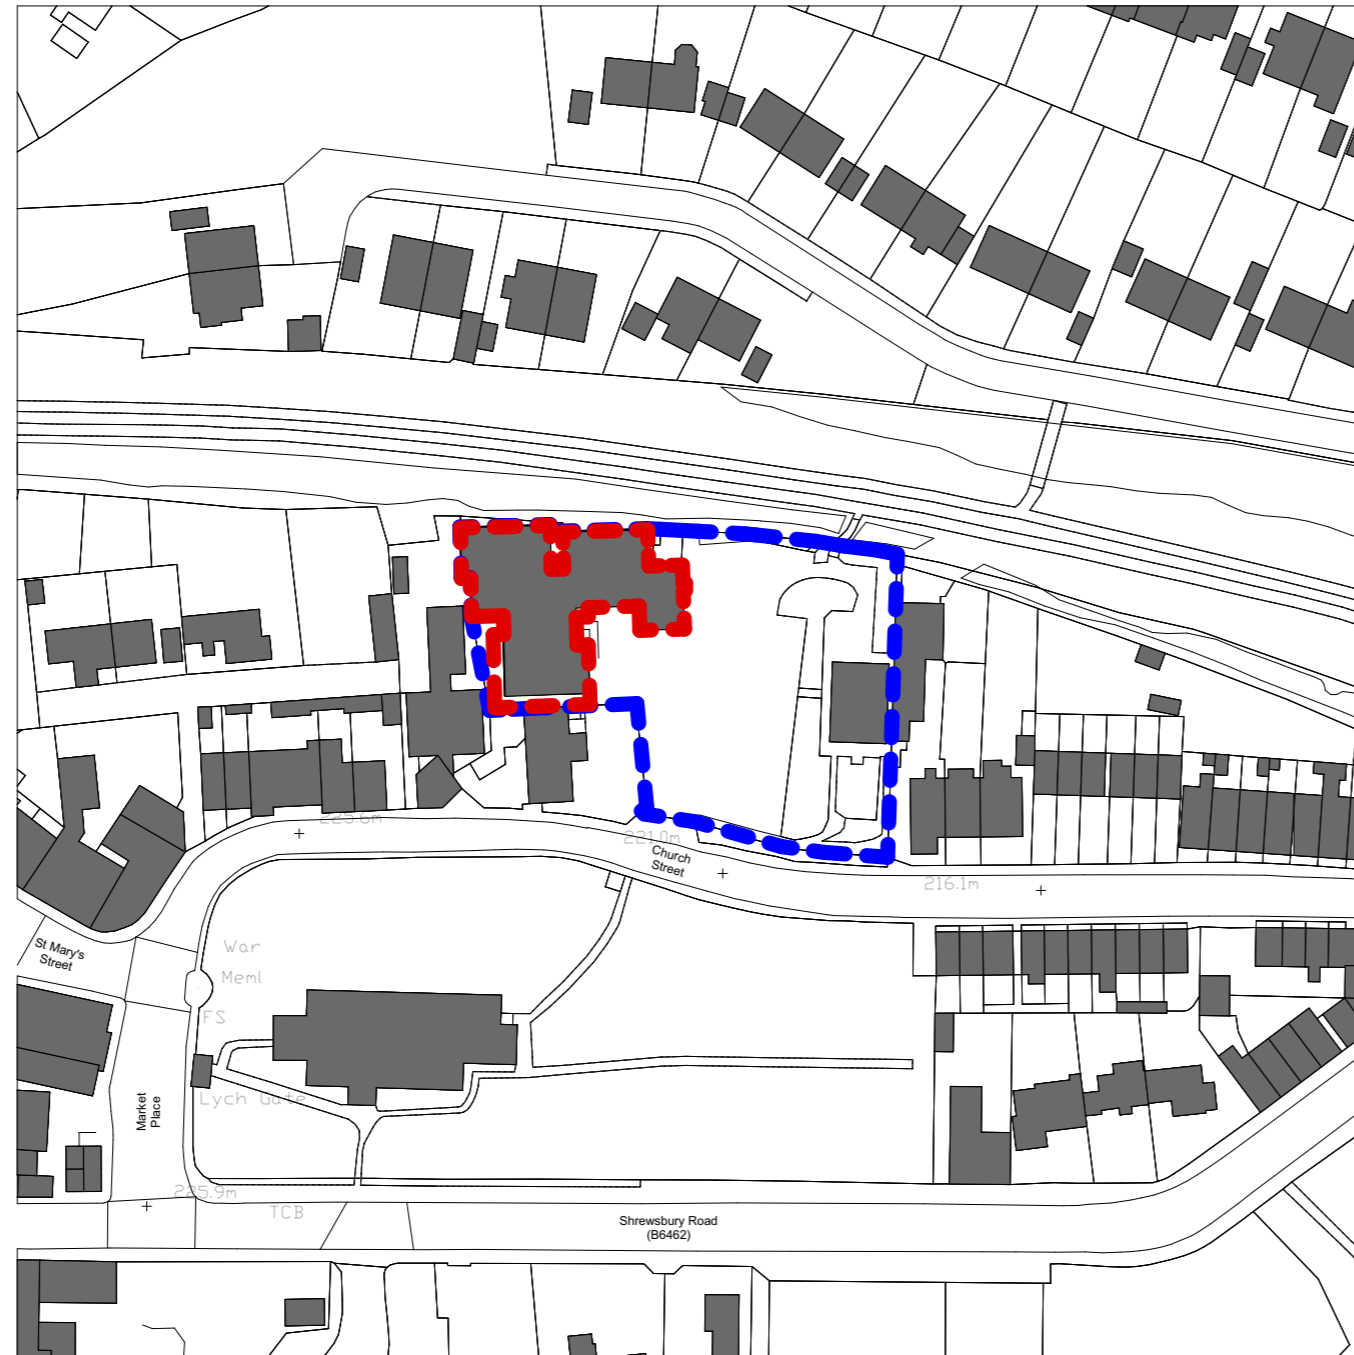 225.6m
221.0m
Church
Street
216.1m
St Mary's
Street
War
Meml
FS
Market
Place
Lych Gate
225.9m
TCB
Shrewsbury Road
(B6462)